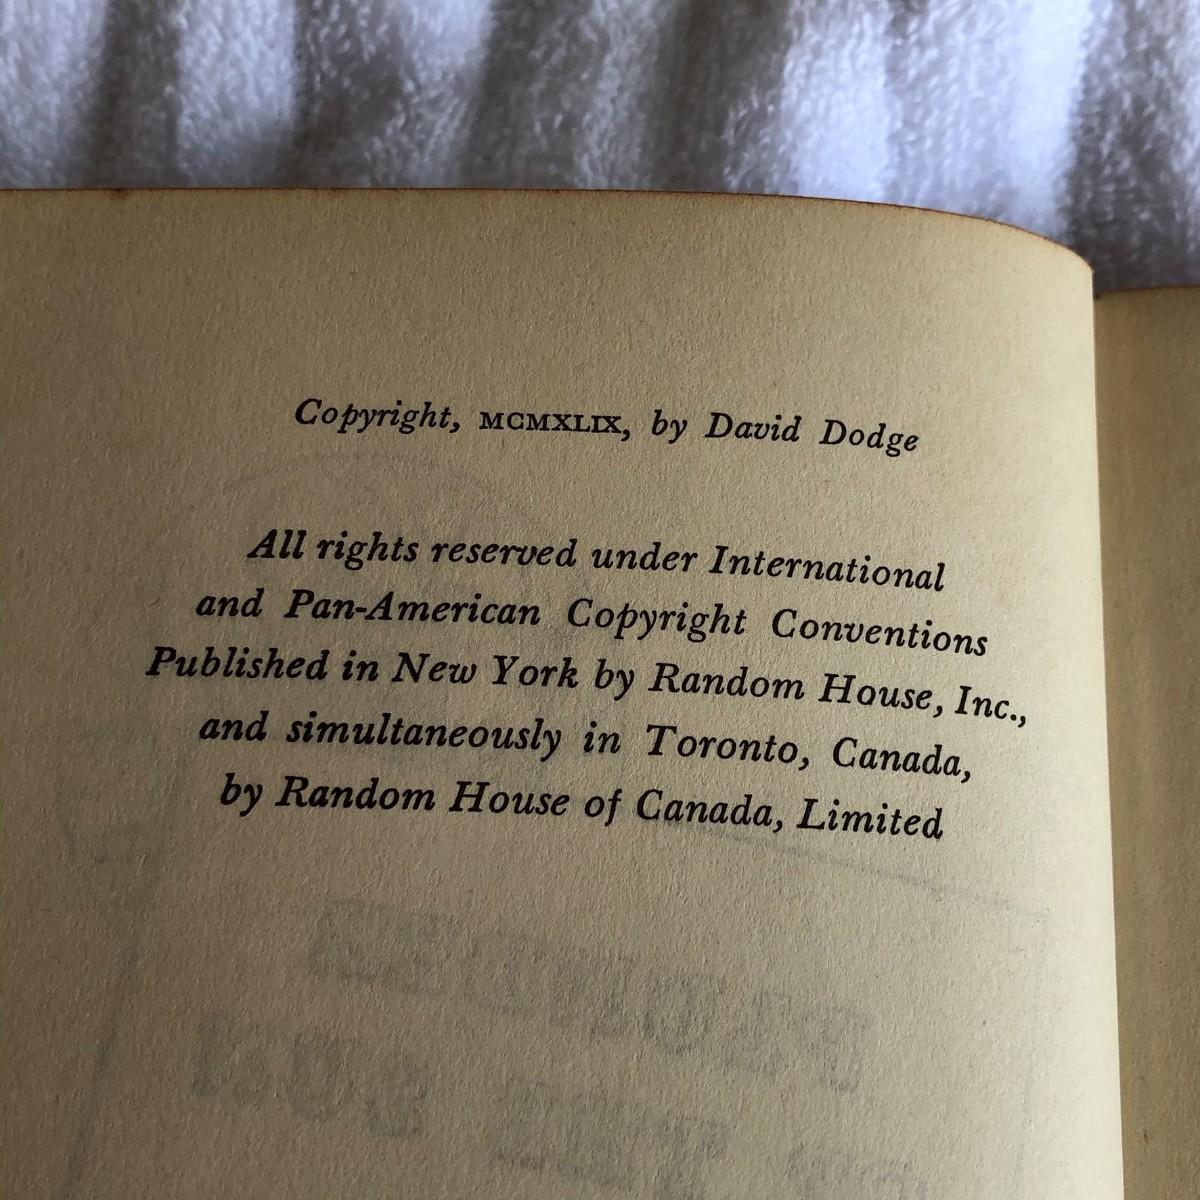 Copyright, MCMXLIX, by David Dodge
All rights reserved under International
and Pan-American Copyright Conventions
Published in New York by Random House, Inc.,
and simultaneously in Toronto, Canada,
by Random House of Canada, Limited